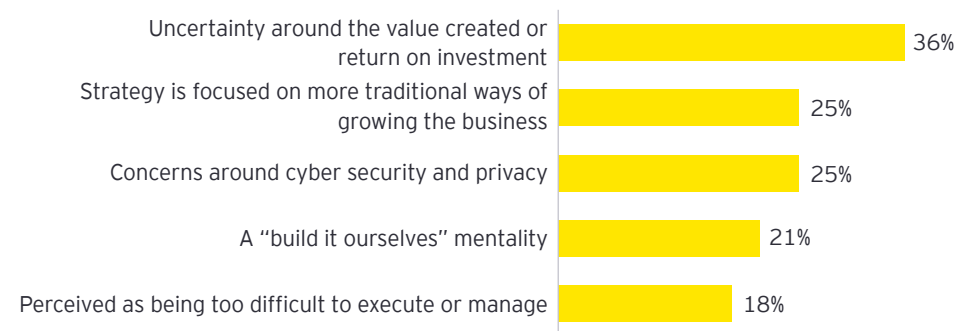 Uncertainty around the value created or
return on investment
36%
Strategy is focused on more traditional ways of
growing the business
25%
Concerns around cyber security and privacy
25%
A “build it ourselves” mentality
21%
Perceived as being too difficult to execute or manage
18%